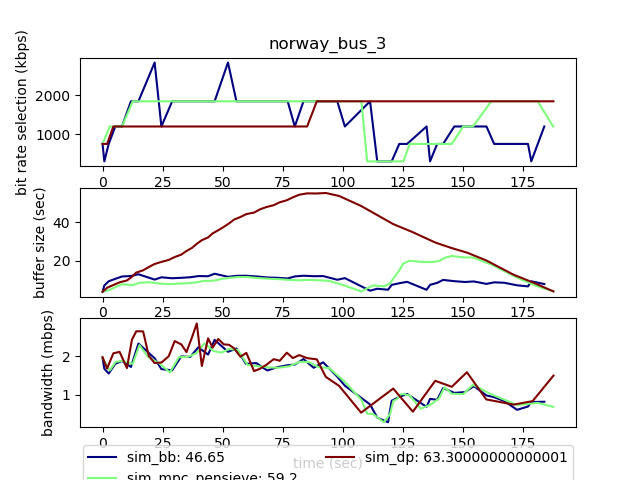 norway_bus_3
bit rate selection (kbps)
2000
1000
0 25 50 75 100 125 150 175
buffer size (sec)
40
20
0 25 50 75 100 125 150 175
bandwidth (mbps)
2
1
0 25 50 75 100 125 150 175
time (sec)
sim_bb: 46.65
sim_dp: 63.30000000000001
sim_mpc_pensieve: 59.2